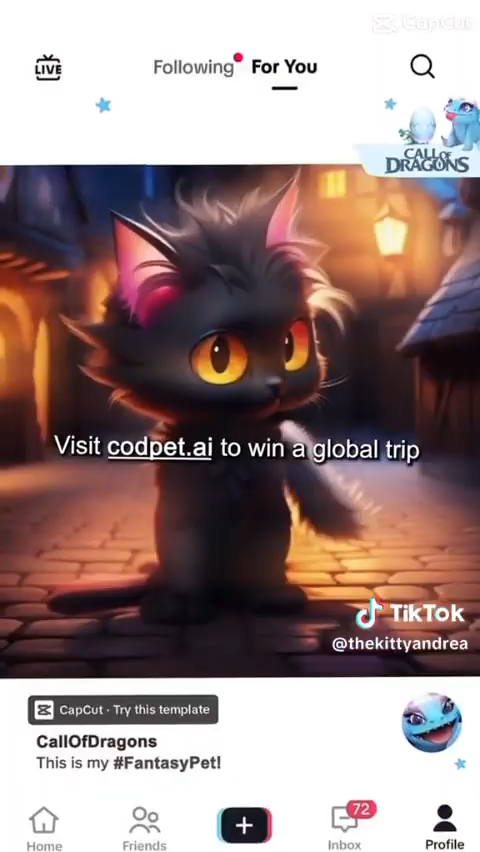 CapCut
LIVE
Following For You
CALL OF
DRAGONS
Visit codpet.ai to win a global trip
TikTok
@thekittyandrea
CapCut · Try this template
CallOfDragons
This is my #FantasyPet!
72
Home Friends Inbox Profile